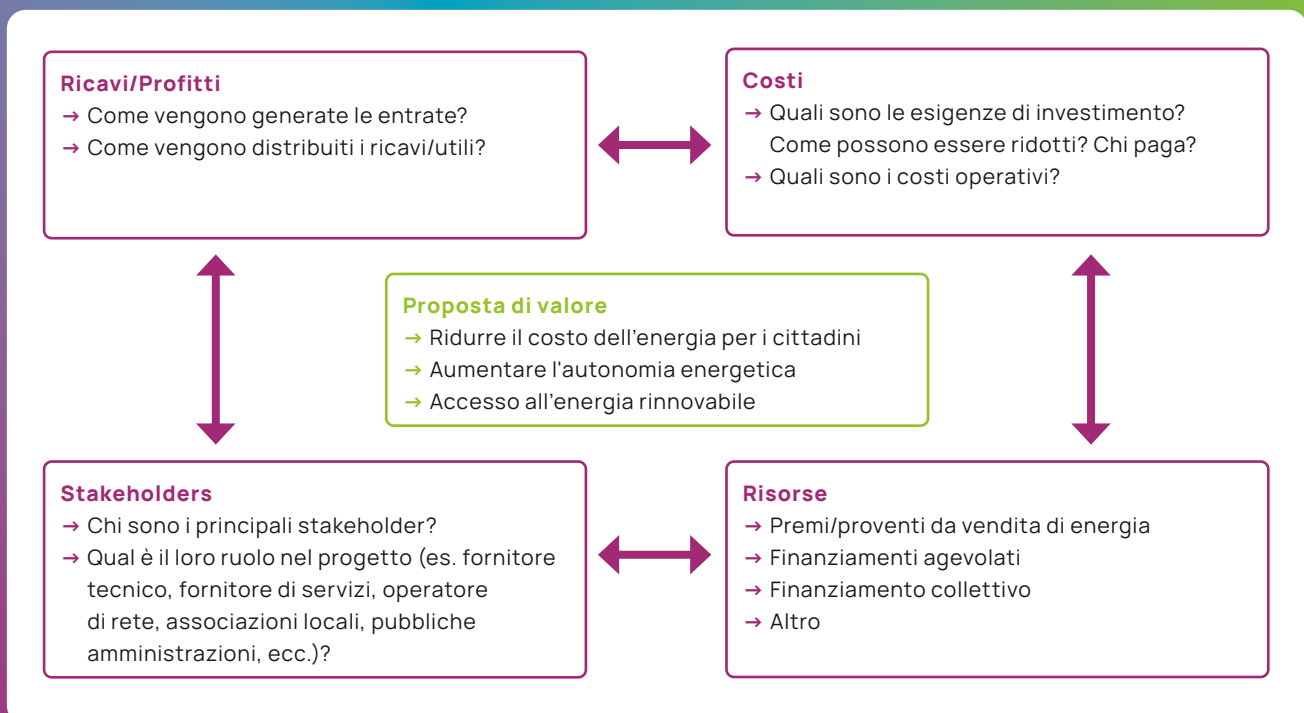 Ricavi/Profitti
→ Come vengono generate le entrate?
→ Come vengono distribuiti i ricavi/utili?
Costi
→ Quali sono le esigenze di investimento?
Come possono essere ridotti? Chi paga?
→ Quali sono i costi operativi?
Proposta di valore
→ Ridurre il costo dell’energia per i cittadini
→ Aumentare l'autonomia energetica
→ Accesso all’energia rinnovabile
Stakeholders
→ Chi sono i principali stakeholder?
→ Qual è il loro ruolo nel progetto (es. fornitore
tecnico, fornitore di servizi, operatore
di rete, associazioni locali, pubbliche
amministrazioni, ecc.)?
Risorse
→ Premi/proventi da vendita di energia
→ Finanziamenti agevolati
→ Finanziamento collettivo
→ Altro